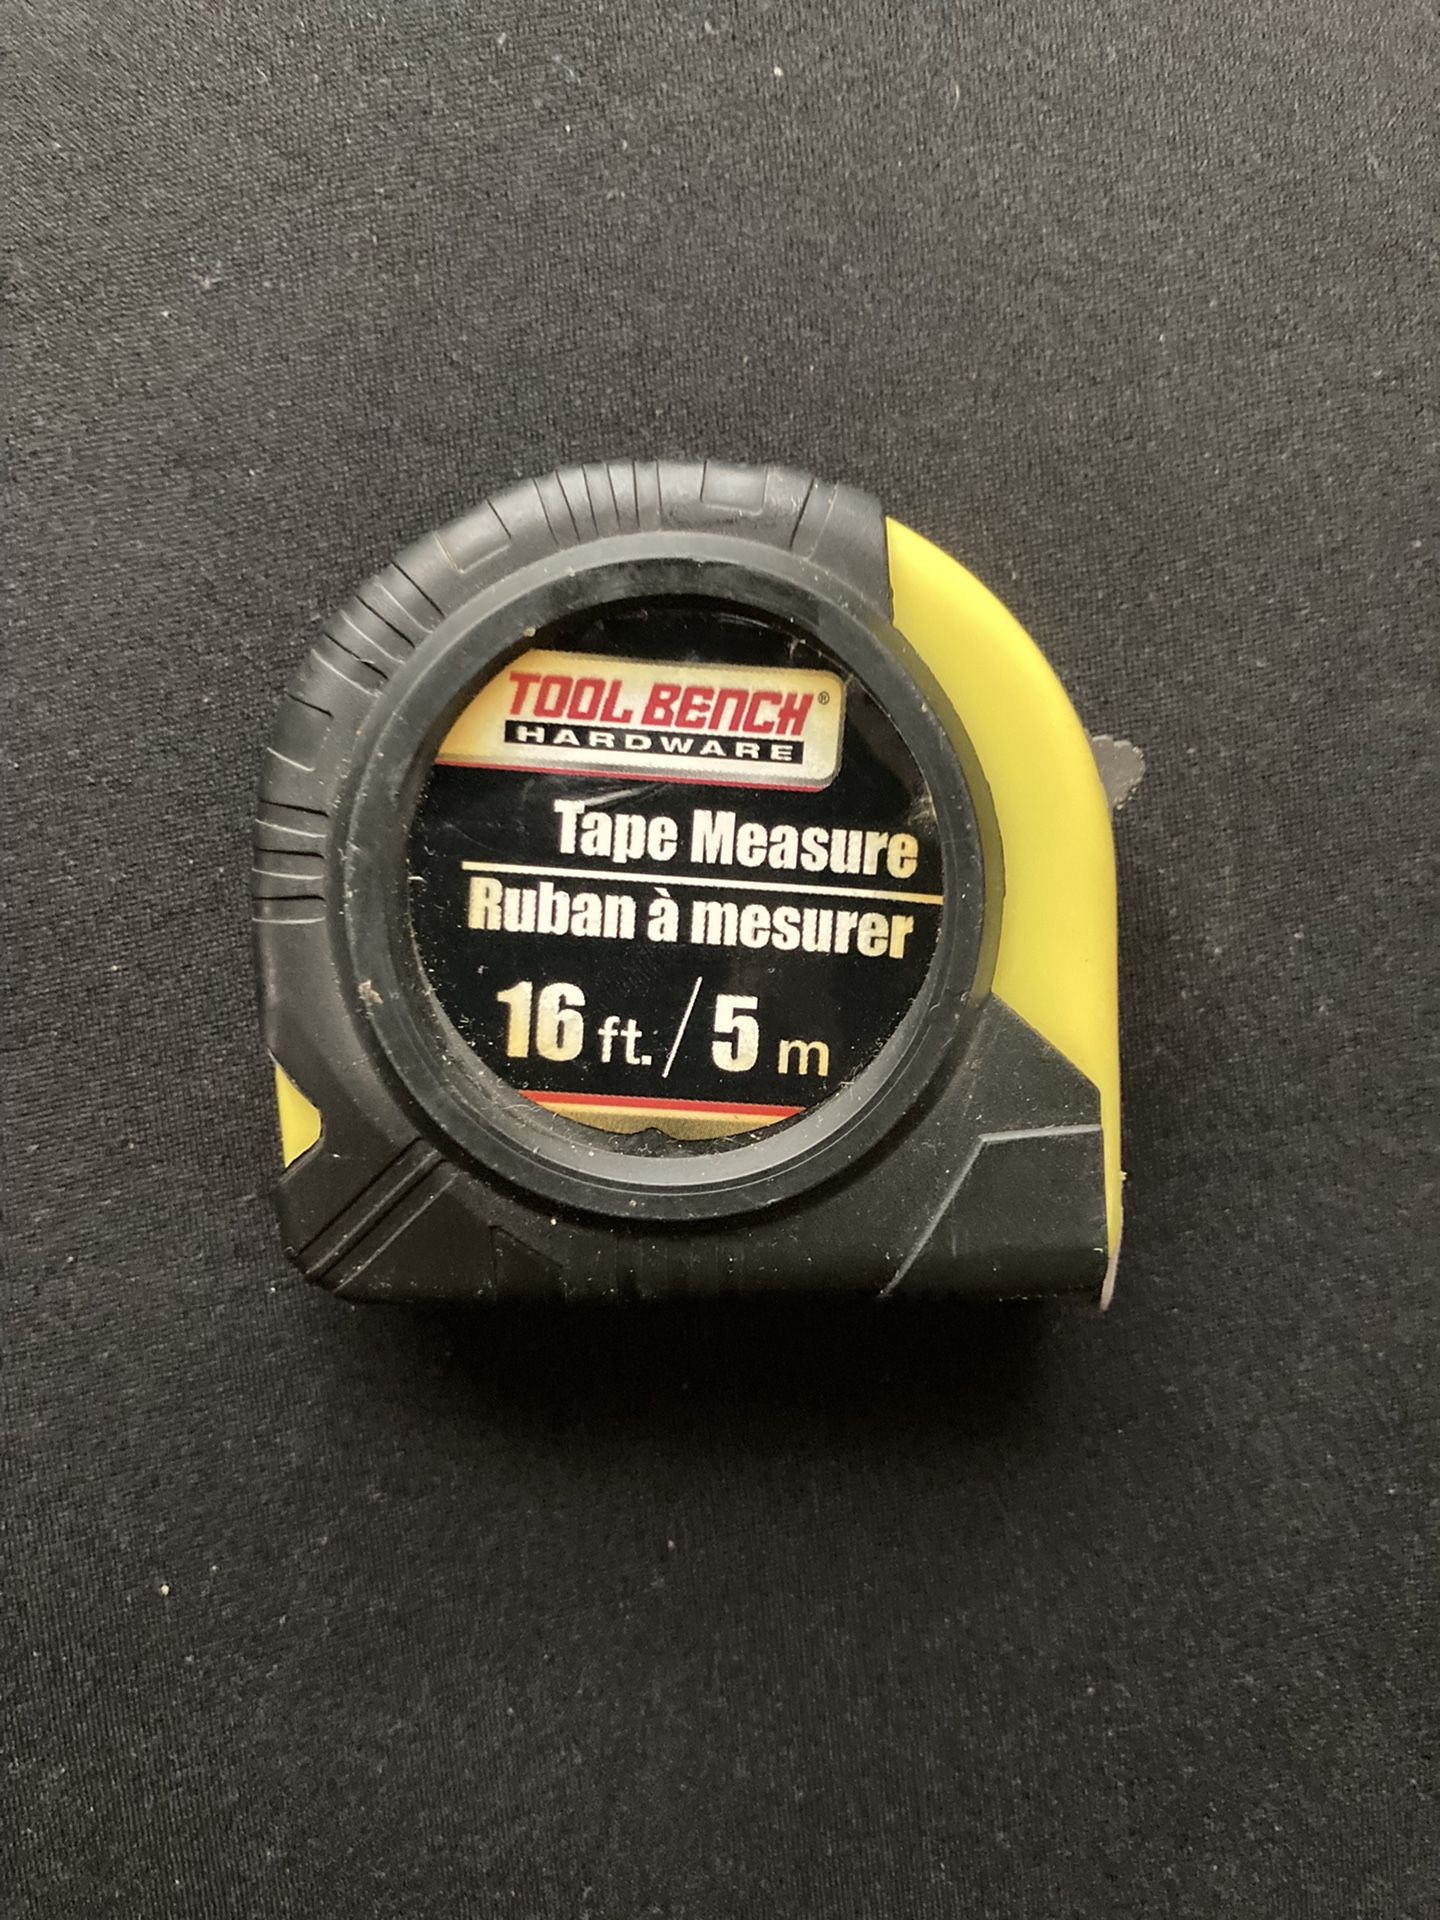 TOOL BENCH®
HARDWARE
Tape Measure
Ruban à mesurer
16 ft. / 5 m